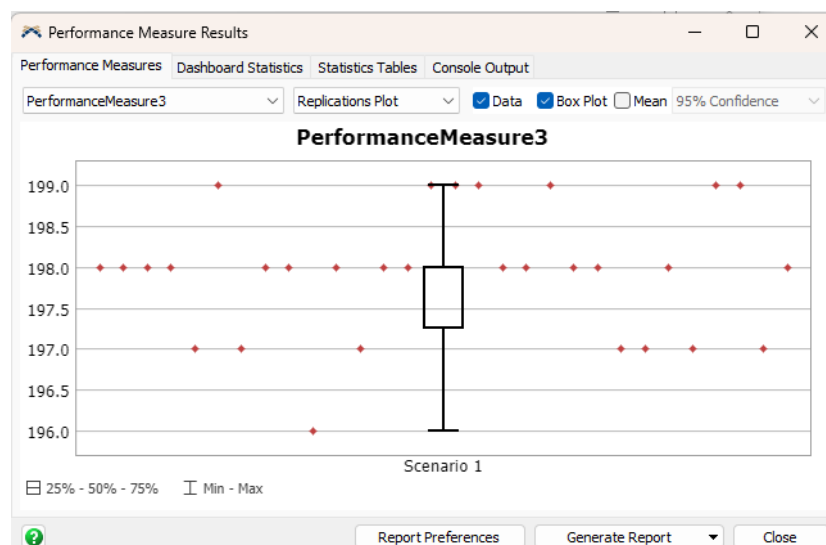 Performance Measure Results
Performance Measures Dashboard Statistics Statistics Tables Console Output
PerformanceMeasure3 Replications Plot Data Box Plot Mean 95% Confidence
PerformanceMeasure3
199.0
198.5
198.0
197.5
197.0
196.5
196.0
Scenario 1
25% - 50% - 75% Min - Max
? Report Preferences Generate Report Close